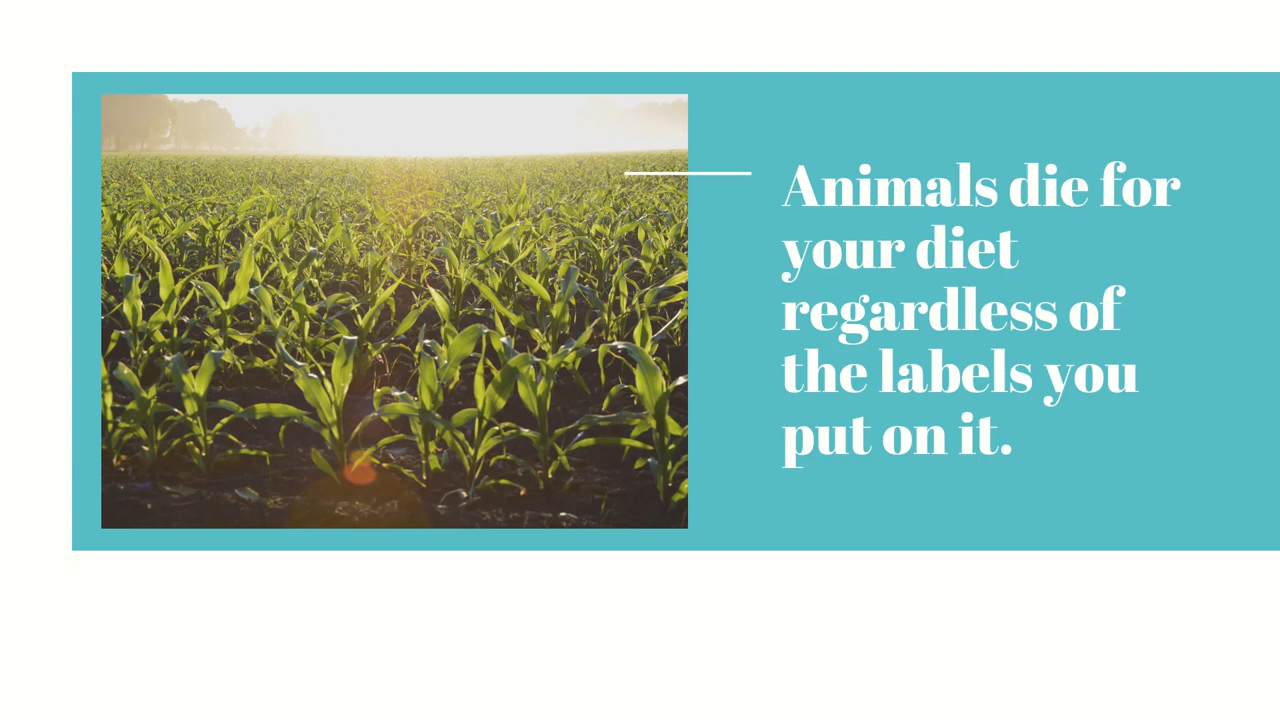 Animals die for
your diet
regardless of
the labels you
put on it.